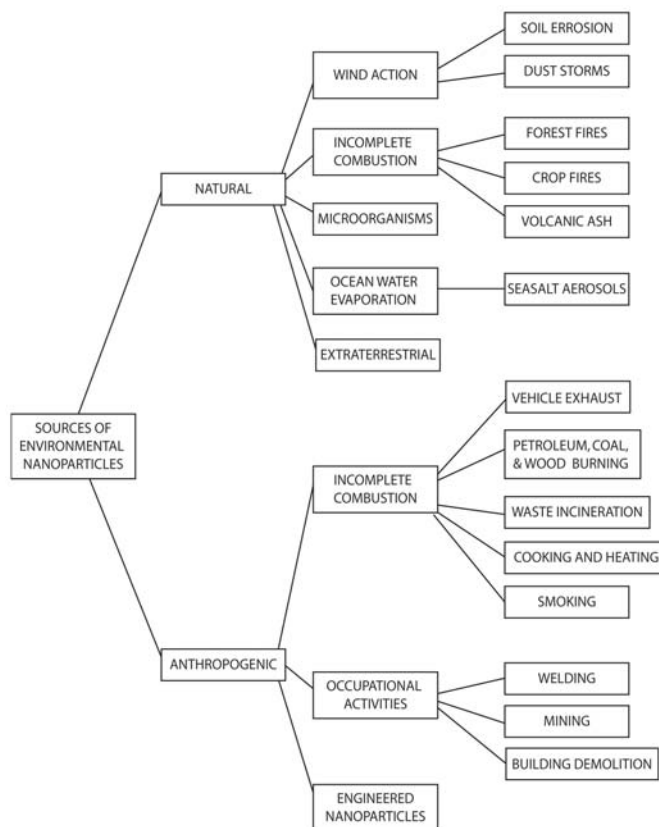 SOIL ERROSION
WIND ACTION
DUST STORMS
INCOMPLETE
COMBUSTION
FOREST FIRES
CROP FIRES
NATURAL
MICROORGANISMS
VOLCANIC ASH
OCEAN WATER
EVAPORATION
SEASALT AEROSOLS
EXTRATERRESTRIAL
SOURCES OF
ENVIRONMENTAL
NANOPARTICLES
VEHICLE EXHAUST
PETROLEUM, COAL,
& WOOD BURNING
INCOMPLETE
COMBUSTION
WASTE INCINERATION
COOKING AND HEATING
SMOKING
ANTHROPOGENIC
OCCUPATIONAL
ACTIVITIES
WELDING
MINING
BUILDING DEMOLITION
ENGINEERED
NANOPARTICLES